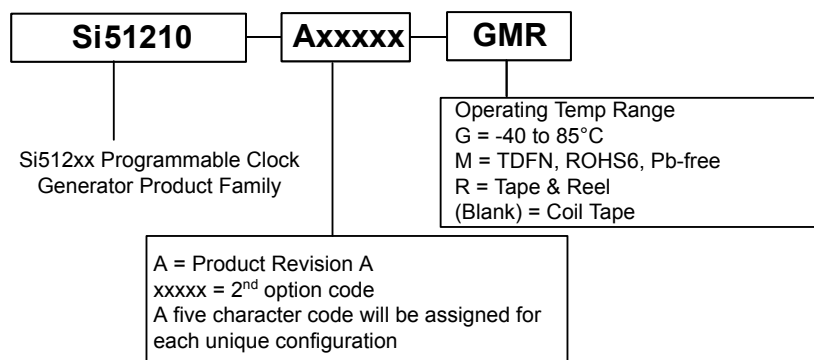 Si51210
Axxxxx
GMR
Operating Temp Range
G = -40 to 85°C
M = TDFN, ROHS6, Pb-free
R = Tape & Reel
(Blank) = Coil Tape
Si512xx Programmable Clock
Generator Product Family
A = Product Revision A
xxxxx = 2nd option code
A five character code will be assigned for
each unique configuration